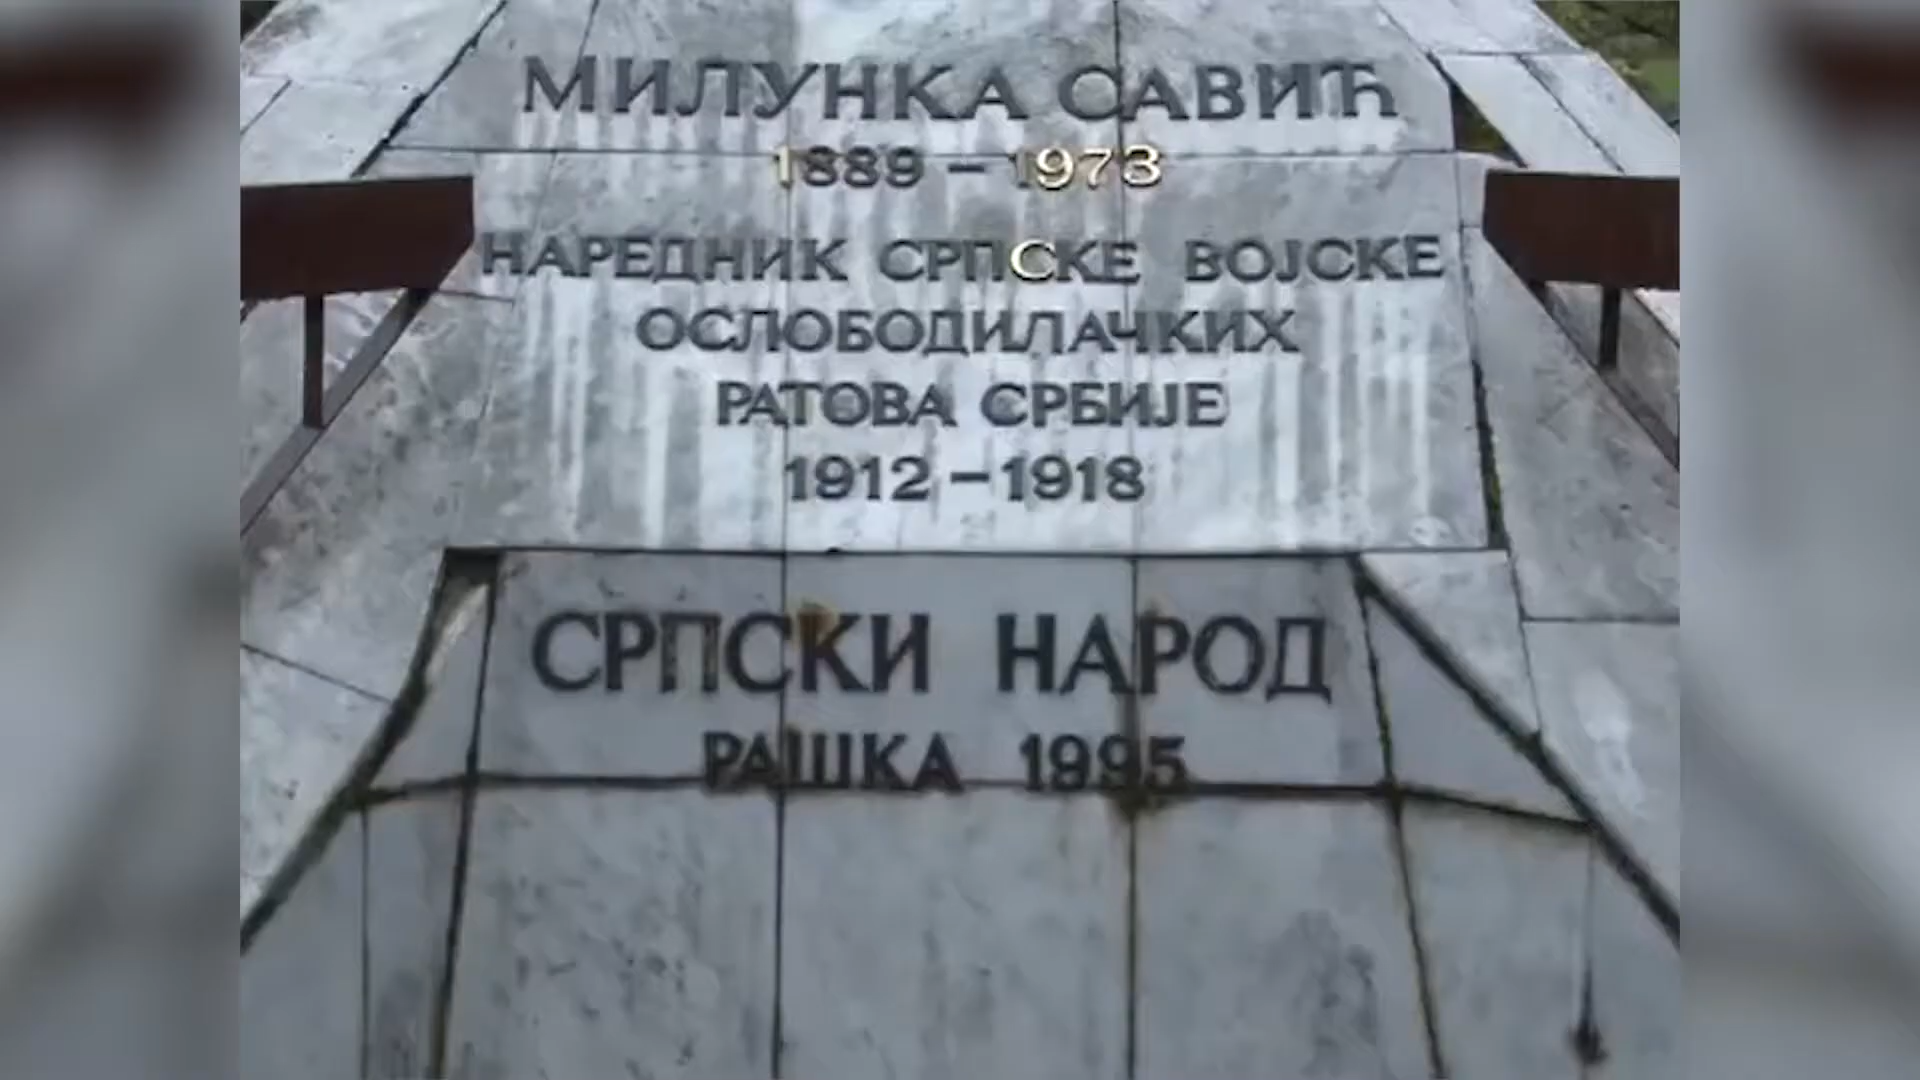 МИЛУНКА САВИЋ
1889 – 1973
НАРЕДНИК СРПСКЕ ВОЈСКЕ
ОСЛОБОДИЛАЧКИХ
РАТОВА СРБИЈЕ
1912 – 1918
СРПСКИ НАРОД
РАШКА 1995